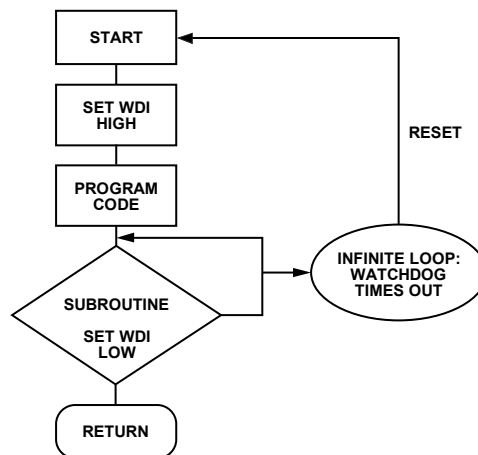 START
SET WDI
HIGH
RESET
PROGRAM
CODE
INFINITE LOOP:
WATCHDOG
TIMES OUT
SUBROUTINE
SET WDI
LOW
RETURN